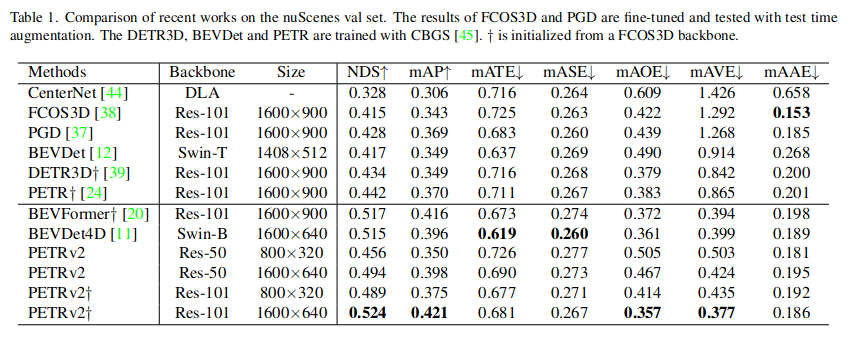 Table 1. Comparison of recent works on the nuScenes val set. The results of FCOS3D and PGD are fine-tuned and tested with test time
augmentation. The DETR3D, BEVDet and PETR are trained with CBGS [45]. † is initialized from a FCOS3D backbone.
Methods Backbone Size NDS↑ mAP↑ mATE↓ mASE↓ mAOE↓ mAVE↓ mAAE↓
CenterNet [44] DLA - 0.328 0.306 0.716 0.264 0.609 1.426 0.658
FCOS3D [38] Res-101 1600×900 0.415 0.343 0.725 0.263 0.422 1.292 0.153
PGD [37] Res-101 1600×900 0.428 0.369 0.683 0.260 0.439 1.268 0.185
BEVDet [12] Swin-T 1408×512 0.417 0.349 0.637 0.269 0.490 0.914 0.268
DETR3D† [39] Res-101 1600×900 0.434 0.349 0.716 0.268 0.379 0.842 0.200
PETR† [24] Res-101 1600×900 0.442 0.370 0.711 0.267 0.383 0.865 0.201
BEVFormer† [20] Res-101 1600×900 0.517 0.416 0.673 0.274 0.372 0.394 0.198
BEVDet4D [11] Swin-B 1600×640 0.515 0.396 0.619 0.260 0.361 0.399 0.189
PETRv2 Res-50 800×320 0.456 0.350 0.726 0.277 0.505 0.503 0.181
PETRv2 Res-50 1600×640 0.494 0.398 0.690 0.273 0.467 0.424 0.195
PETRv2† Res-101 800×320 0.489 0.375 0.677 0.271 0.414 0.435 0.192
PETRv2† Res-101 1600×640 0.524 0.421 0.681 0.267 0.357 0.377 0.186